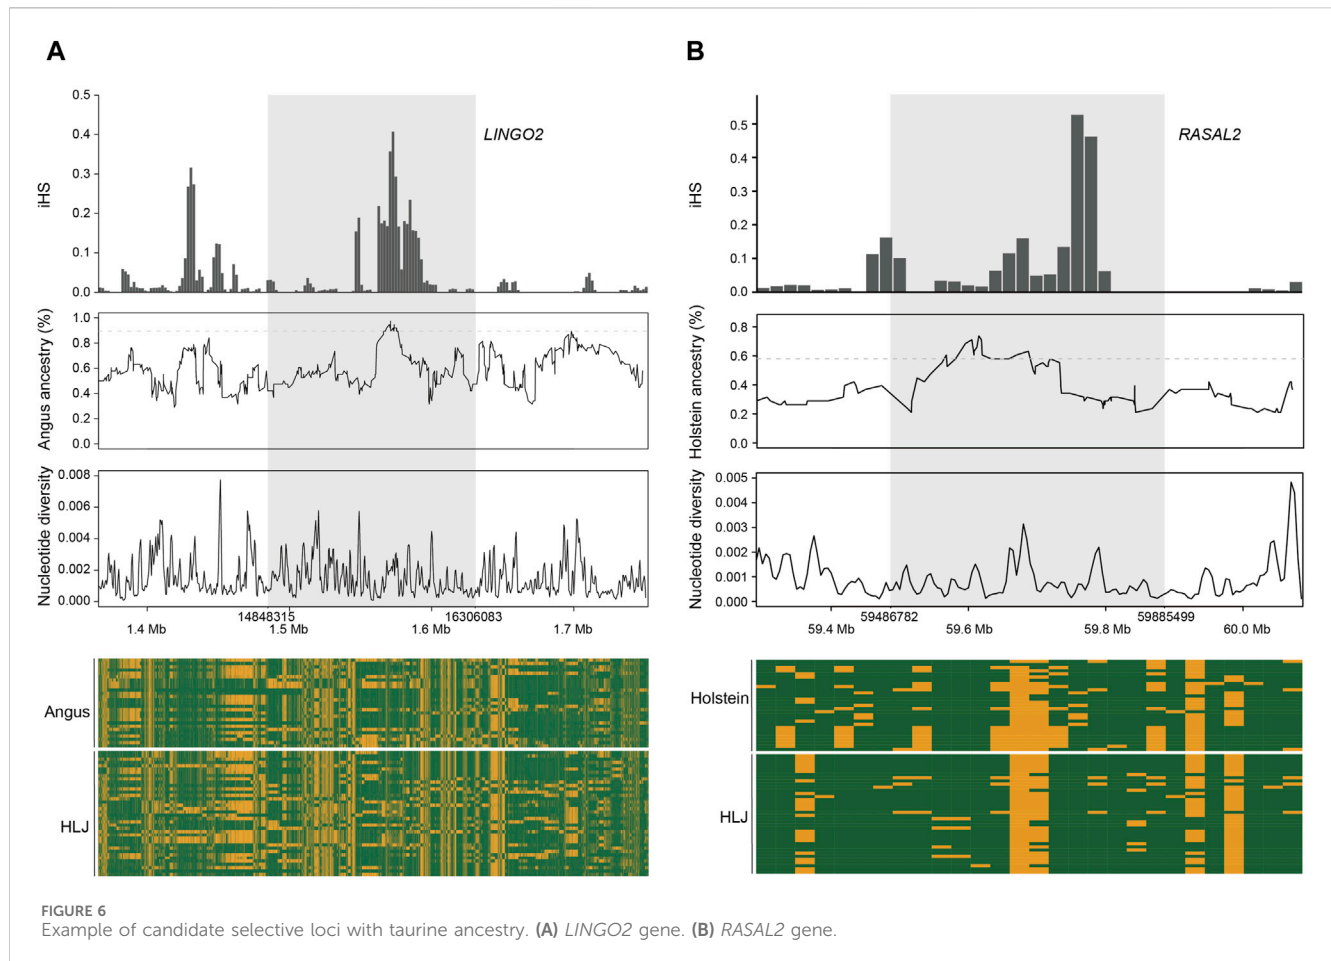 A
B
0.5
0.4
0.3
0.2
0.1
0.0
iHS
LINGO2
0.5
0.4
0.3
0.2
0.1
0.0
iHS
RASAL2
1.0
0.8
0.6
0.4
0.2
0.0
Angus ancestry (%)
0.8
0.6
0.4
0.2
0.0
Holstein ancestry (%)
0.008
0.006
0.004
0.002
0.000
Nucleotide diversity
0.005
0.004
0.003
0.002
0.001
0.000
Nucleotide diversity
14848315 16306083
1.4 Mb 1.5 Mb 1.6 Mb 1.7 Mb
59486782 59885499
59.4 Mb 59.6 Mb 59.8 Mb 60.0 Mb
Angus
HLJ
Holstein
HLJ
FIGURE 6
Example of candidate selective loci with taurine ancestry. (A) LINGO2 gene. (B) RASAL2 gene.